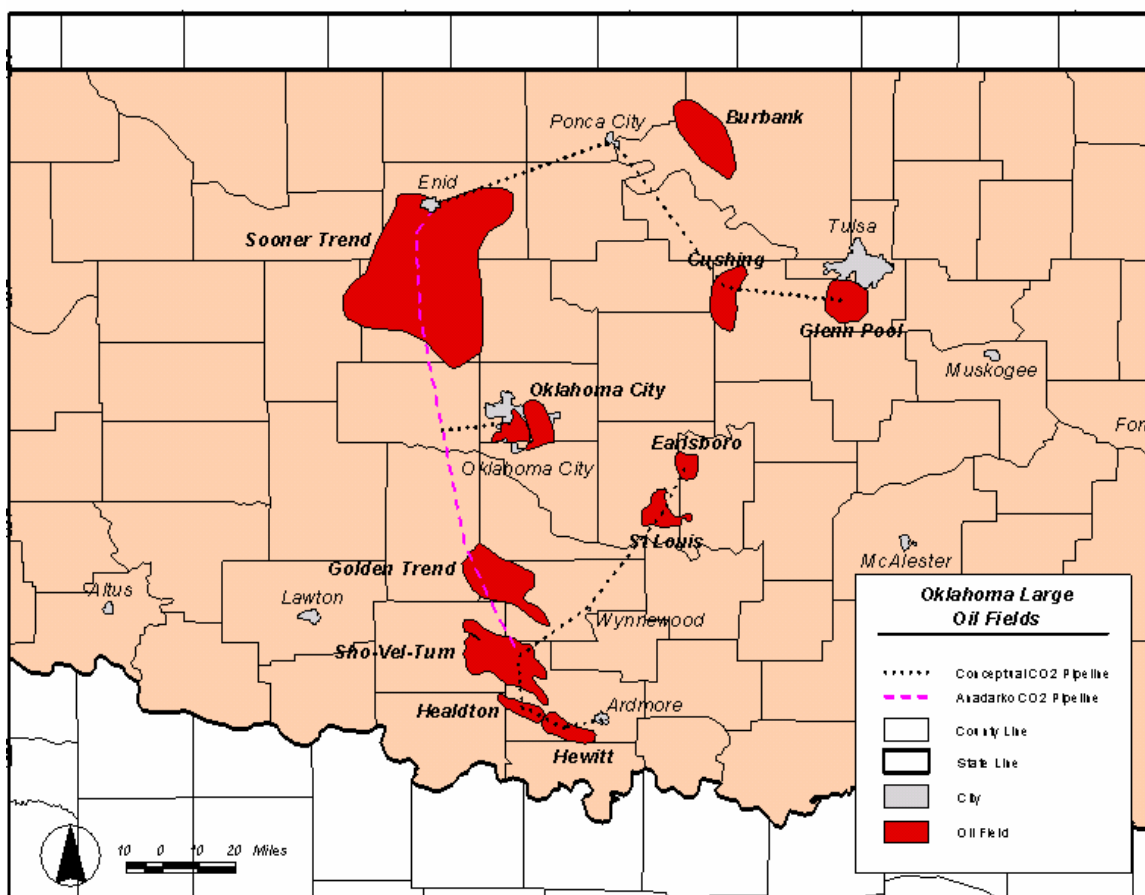 Burbank
Ponca City
Enid
Sooner Trend
Tulsa
Cushing
Glenn Pool
Muskogee
Oklahoma City
Earlsboro
Oklahoma City
St Louis
McAlester
Golden Trend
Altus
Lawton
Wynnewood
Sho-Vel-Tum
Healdton
Ardmore
Hewitt
Oklahoma Large
Oil Fields
Conceptual CO2 Pipeline
Anadarko CO2 Pipeline
County Line
State Line
City
Oil Field
10 0 10 20 Miles
For